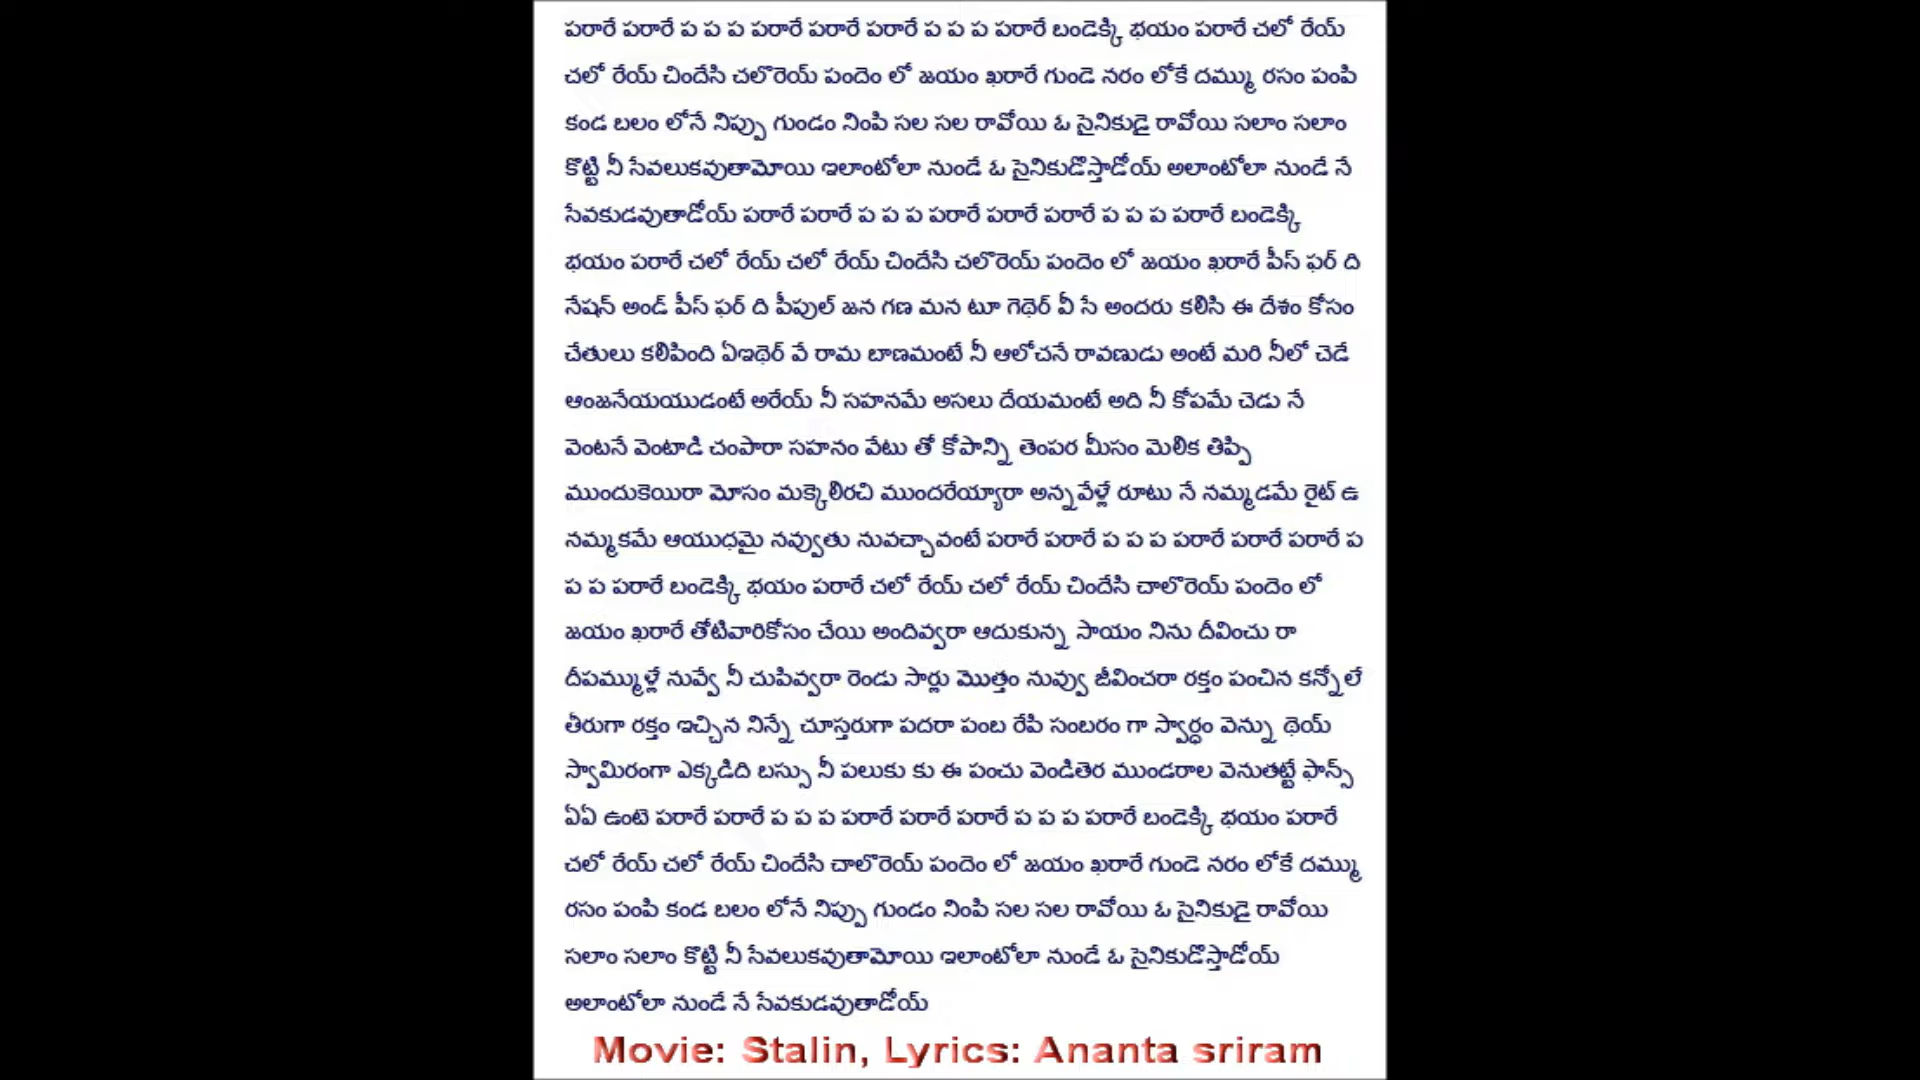 పరారే పరారే ప ప ప పరారే పరారే పరారే ప ప ప పరారే బండెక్కి భయం పరారే చలో రేయ్
చలో రేయ్ చిందేసి చలొరెయ్ పందెం లో జయం ఖరారే గుండె నరం లోకే దమ్ము రసం పంపి
కండ బలం లోనే నిప్పు గుండం నింపి సల సల రావోయి ఓ సైనికుడై రావోయి సలాం సలాం
కొట్టి నీ సేవలుకవుతామోయి ఇలాంటోలా నుండే ఓ సైనికుడొస్తాడోయ్ అలాంటోలా నుండే నే
సేవకుడవుతాడోయ్ పరారే పరారే ప ప ప పరారే పరారే పరారే ప ప ప పరారే బండెక్కి
భయం పరారే చలో రేయ్ చలో రేయ్ చిందేసి చలొరెయ్ పందెం లో జయం ఖరారే పీస్ ఫర్ ది
నేషన్ అండ్ పీస్ ఫర్ ది పీపుల్ జన గణ మన టూ గెథెర్ వీ సే అందరు కలిసి ఈ దేశం కోసం
చేతులు కలిపింది ఏఇథెర్ వే రామ బాణమంటే నీ ఆలోచనే రావణుడు అంటే మరి నీలో చెడే
ఆంజనేయయుడంటే అరేయ్ నీ సహనమే అసలు దేయమంటే అది నీ కోపమే చెడు నే
వెంటనే వెంటాడి చంపారా సహనం వేటు తో కోపాన్ని తెంపర మీసం మెలిక తిప్పి
ముందుకెయిరా మోసం మక్కెలిరచి ముందరేయ్యారా అన్నవేళ్లే రూటు నే నమ్మడమే రైట్ ఉ
నమ్మకమే ఆయుధమై నవ్వుతు నువచ్చావంటే పరారే పరారే ప ప ప పరారే పరారే పరారే ప
ప ప పరారే బండెక్కి భయం పరారే చలో రేయ్ చలో రేయ్ చిందేసి చాలొరెయ్ పందెం లో
జయం ఖరారే తోటివారికోసం చేయి అందివ్వరా ఆదుకున్న సాయం నిను దీవించు రా
దీపమ్ముళ్లే నువ్వే నీ చుపివ్వరా రెండు సార్లు మొత్తం నువ్వు జీవించరా రక్తం పంచిన కన్నోలే
తీరుగా రక్తం ఇచ్చిన నిన్నే చూస్తరుగా పదరా పంబ రేపి సంబరం గా స్వార్ధం వెన్ను థెయ్
స్వామిరంగా ఎక్కడిది బస్సు నీ పలుకు కు ఈ పంచు వెండితెర ముండరాల వెనుతట్టే ఫాన్స్
ఏఏ ఉంటె పరారే పరారే ప ప ప పరారే పరారే పరారే ప ప ప పరారే బండెక్కి భయం పరారే
చలో రేయ్ చలో రేయ్ చిందేసి చాలొరెయ్ పందెం లో జయం ఖరారే గుండె నరం లోకే దమ్ము
రసం పంపి కండ బలం లోనే నిప్పు గుండం నింపి సల సల రావోయి ఓ సైనికుడై రావోయి
సలాం సలాం కొట్టి నీ సేవలుకవుతామోయి ఇలాంటోలా నుండే ఓ సైనికుడొస్తాడోయ్
అలాంటోలా నుండే నే సేవకుడవుతాడోయ్
Movie: Stalin, Lyrics: Ananta sriram